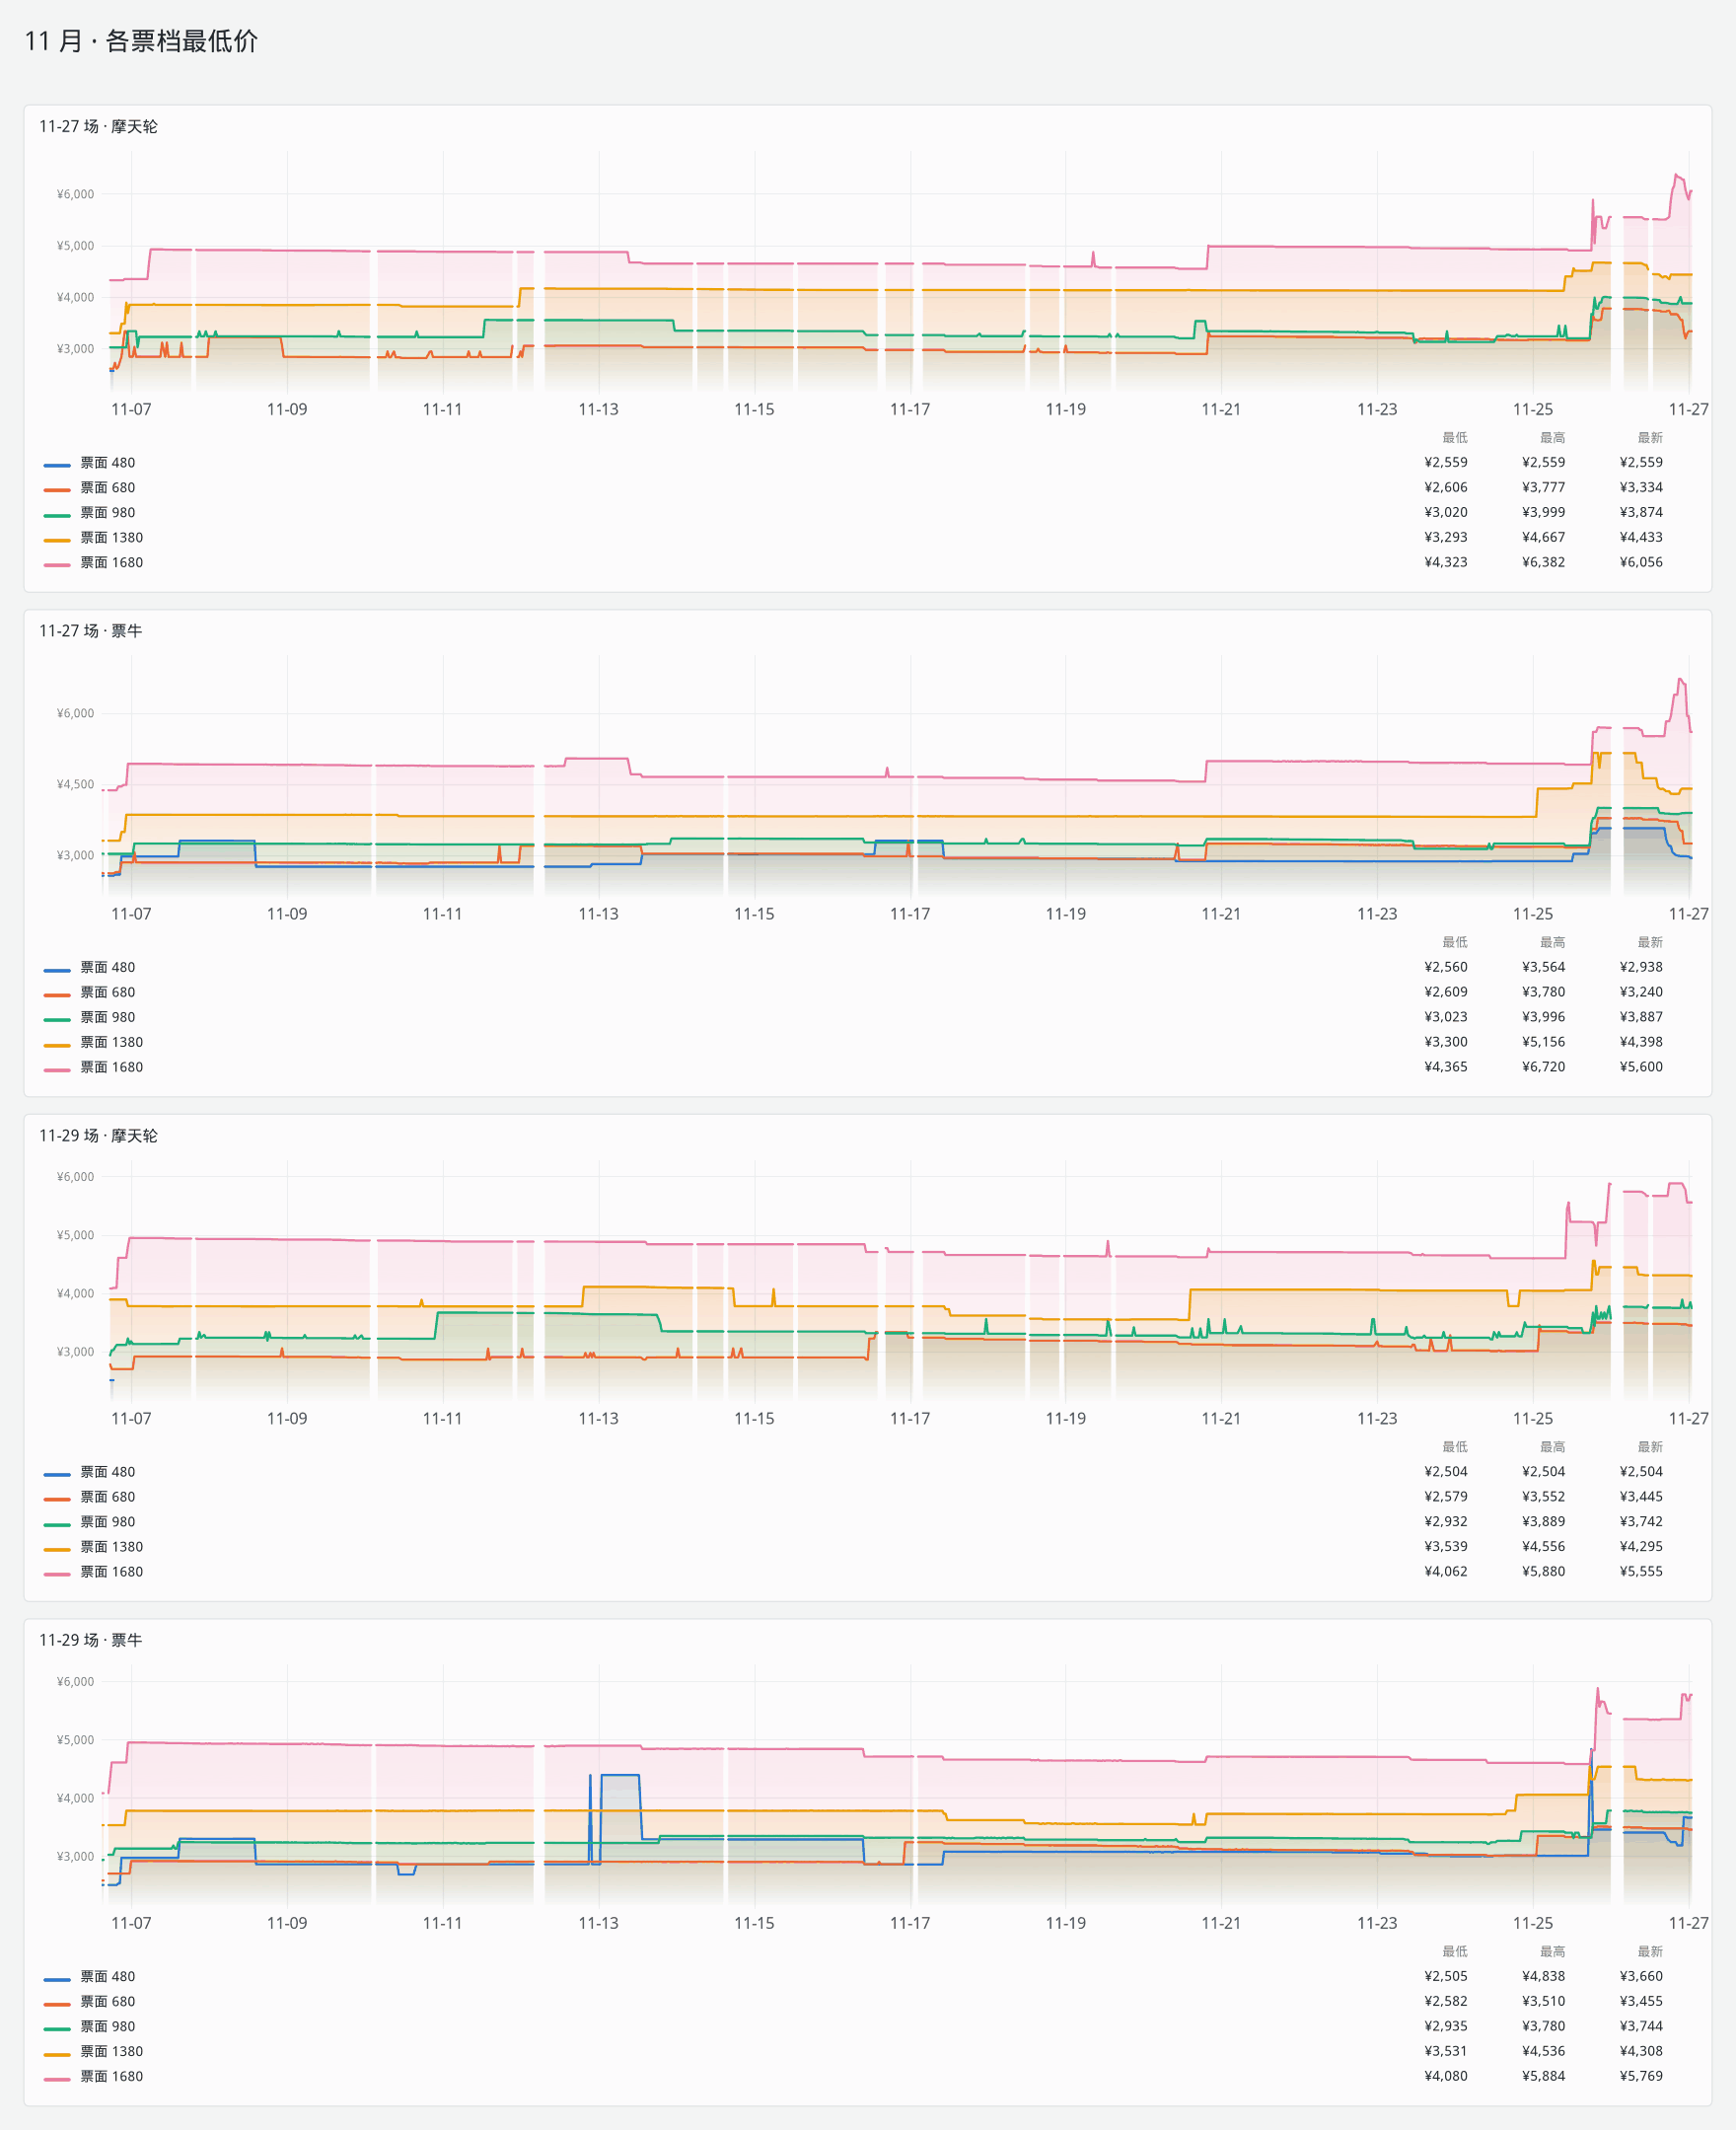 11 月 · 各票档最低价
11-27 场 · 摩天轮
¥6,000
¥5,000
¥4,000
¥3,000
11-07 11-09 11-11 11-13 11-15 11-17 11-19 11-21 11-23 11-25 11-27
最低 最高 最新
票面 480 ¥2,559 ¥2,559 ¥2,559
票面 680 ¥2,606 ¥3,777 ¥3,334
票面 980 ¥3,020 ¥3,999 ¥3,874
票面 1380 ¥3,293 ¥4,667 ¥4,433
票面 1680 ¥4,323 ¥6,382 ¥6,056
11-27 场 · 票牛
¥6,000
¥4,500
¥3,000
11-07 11-09 11-11 11-13 11-15 11-17 11-19 11-21 11-23 11-25 11-27
最低 最高 最新
票面 480 ¥2,560 ¥3,564 ¥2,938
票面 680 ¥2,609 ¥3,780 ¥3,240
票面 980 ¥3,023 ¥3,996 ¥3,887
票面 1380 ¥3,300 ¥5,156 ¥4,398
票面 1680 ¥4,365 ¥6,720 ¥5,600
11-29 场 · 摩天轮
¥6,000
¥5,000
¥4,000
¥3,000
11-07 11-09 11-11 11-13 11-15 11-17 11-19 11-21 11-23 11-25 11-27
最低 最高 最新
票面 480 ¥2,504 ¥2,504 ¥2,504
票面 680 ¥2,579 ¥3,552 ¥3,445
票面 980 ¥2,932 ¥3,889 ¥3,742
票面 1380 ¥3,539 ¥4,556 ¥4,295
票面 1680 ¥4,062 ¥5,880 ¥5,555
11-29 场 · 票牛
¥6,000
¥5,000
¥4,000
¥3,000
11-07 11-09 11-11 11-13 11-15 11-17 11-19 11-21 11-23 11-25 11-27
最低 最高 最新
票面 480 ¥2,505 ¥4,838 ¥3,660
票面 680 ¥2,582 ¥3,510 ¥3,455
票面 980 ¥2,935 ¥3,780 ¥3,744
票面 1380 ¥3,531 ¥4,536 ¥4,308
票面 1680 ¥4,080 ¥5,884 ¥5,769